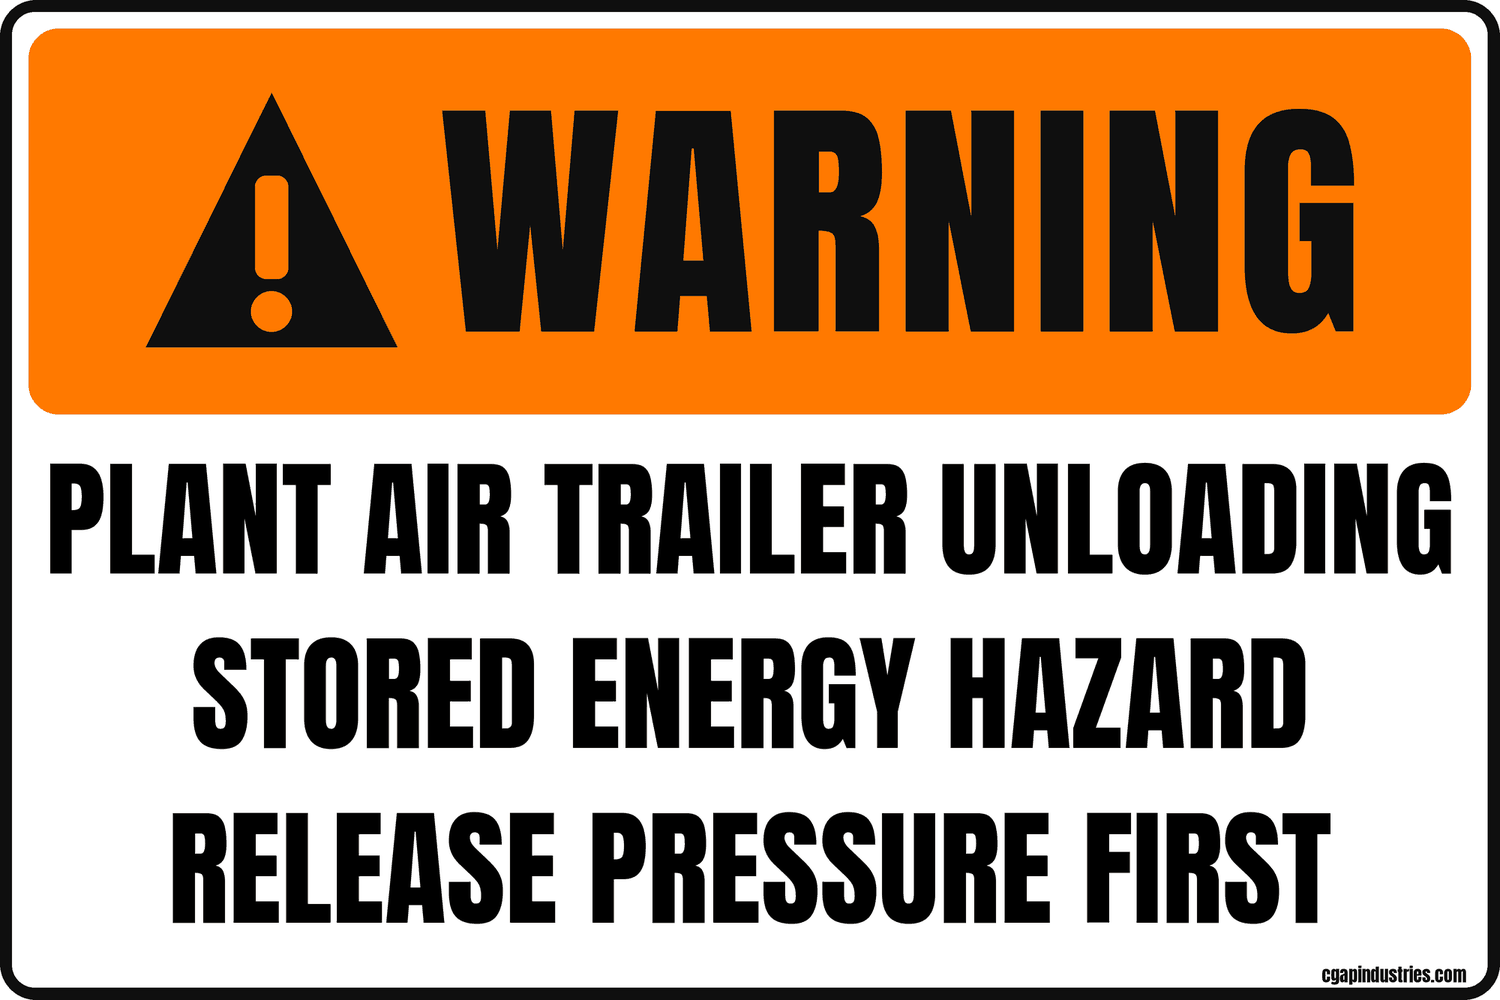 WARNING
PLANT AIR TRAILER UNLOADING
STORED ENERGY HAZARD
RELEASE PRESSURE FIRST
cgapindustries.com